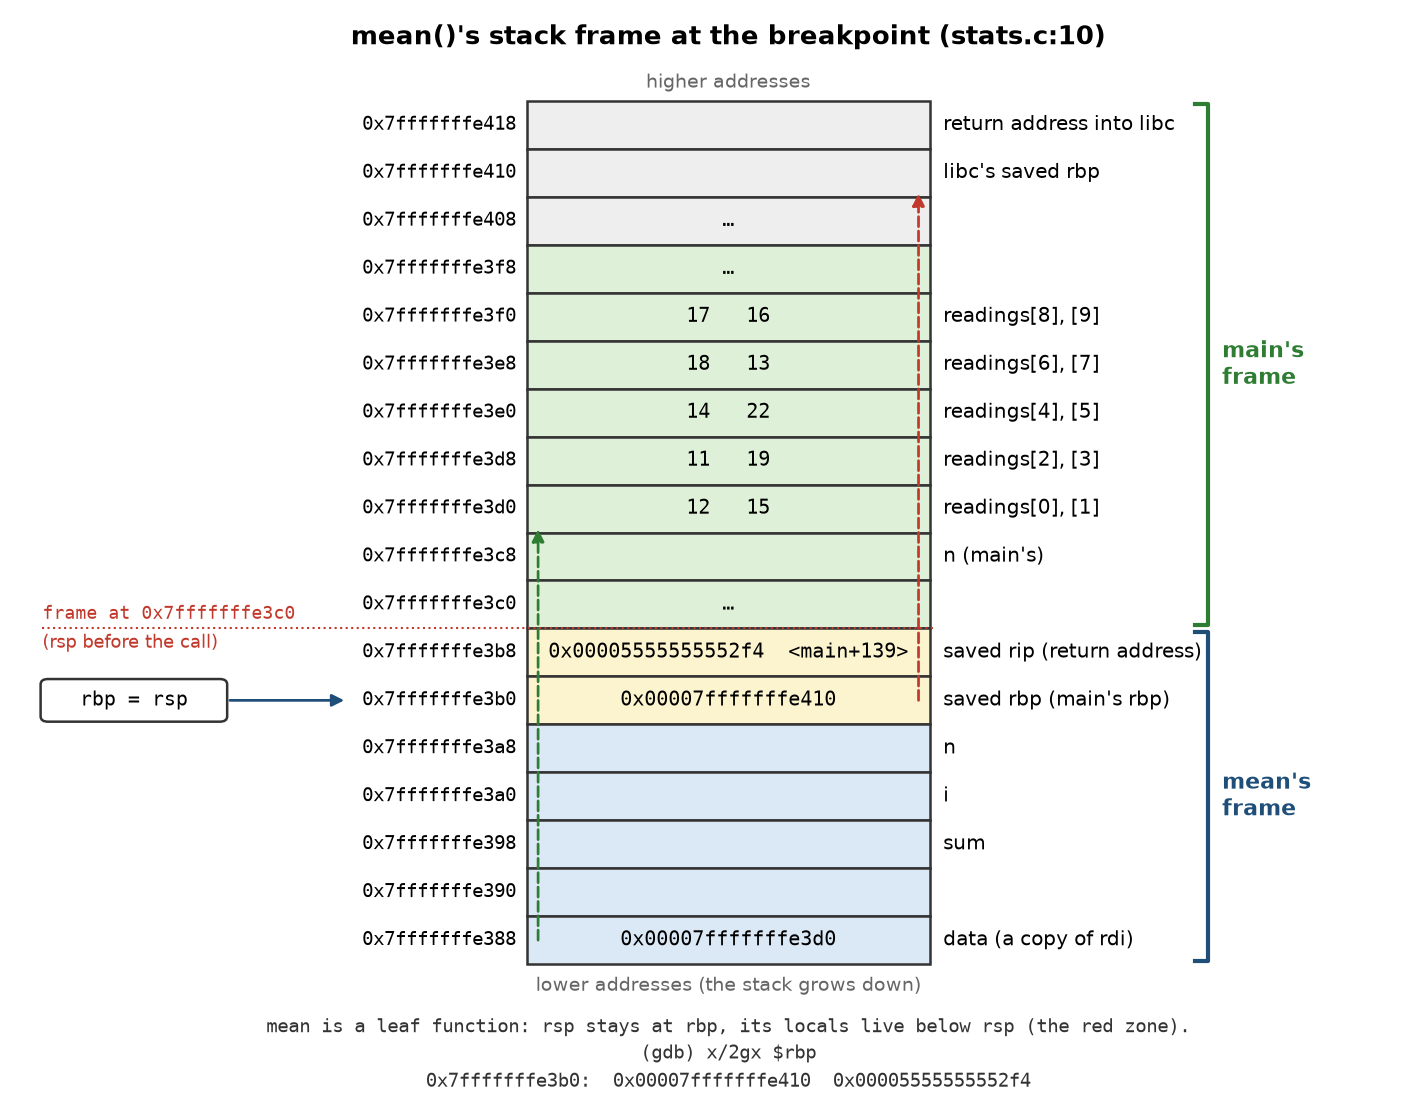 mean()'s stack frame at the breakpoint (stats.c:10)
higher addresses
0x7fffffffe418 return address into libc
0x7fffffffe410 libc's saved rbp
0x7fffffffe408 …
0x7fffffffe3f8 …
0x7fffffffe3f0 17 16 readings[8], [9]
0x7fffffffe3e8 18 13 readings[6], [7]
main's
frame
0x7fffffffe3e0 14 22 readings[4], [5]
0x7fffffffe3d8 11 19 readings[2], [3]
0x7fffffffe3d0 12 15 readings[0], [1]
0x7fffffffe3c8 n (main's)
0x7fffffffe3c0 …
frame at 0x7fffffffe3c0
(rsp before the call)
0x7fffffffe3b8 0x00005555555552f4 <main+139> saved rip (return address)
rbp = rsp 0x7fffffffe3b0 0x00007fffffffe410 saved rbp (main's rbp)
0x7fffffffe3a8 n
0x7fffffffe3a0 i
mean's
frame
0x7fffffffe398 sum
0x7fffffffe390
0x7fffffffe388 0x00007fffffffe3d0 data (a copy of rdi)
lower addresses (the stack grows down)
mean is a leaf function: rsp stays at rbp, its locals live below rsp (the red zone).
(gdb) x/2gx $rbp
0x7fffffffe3b0: 0x00007fffffffe410 0x00005555555552f4